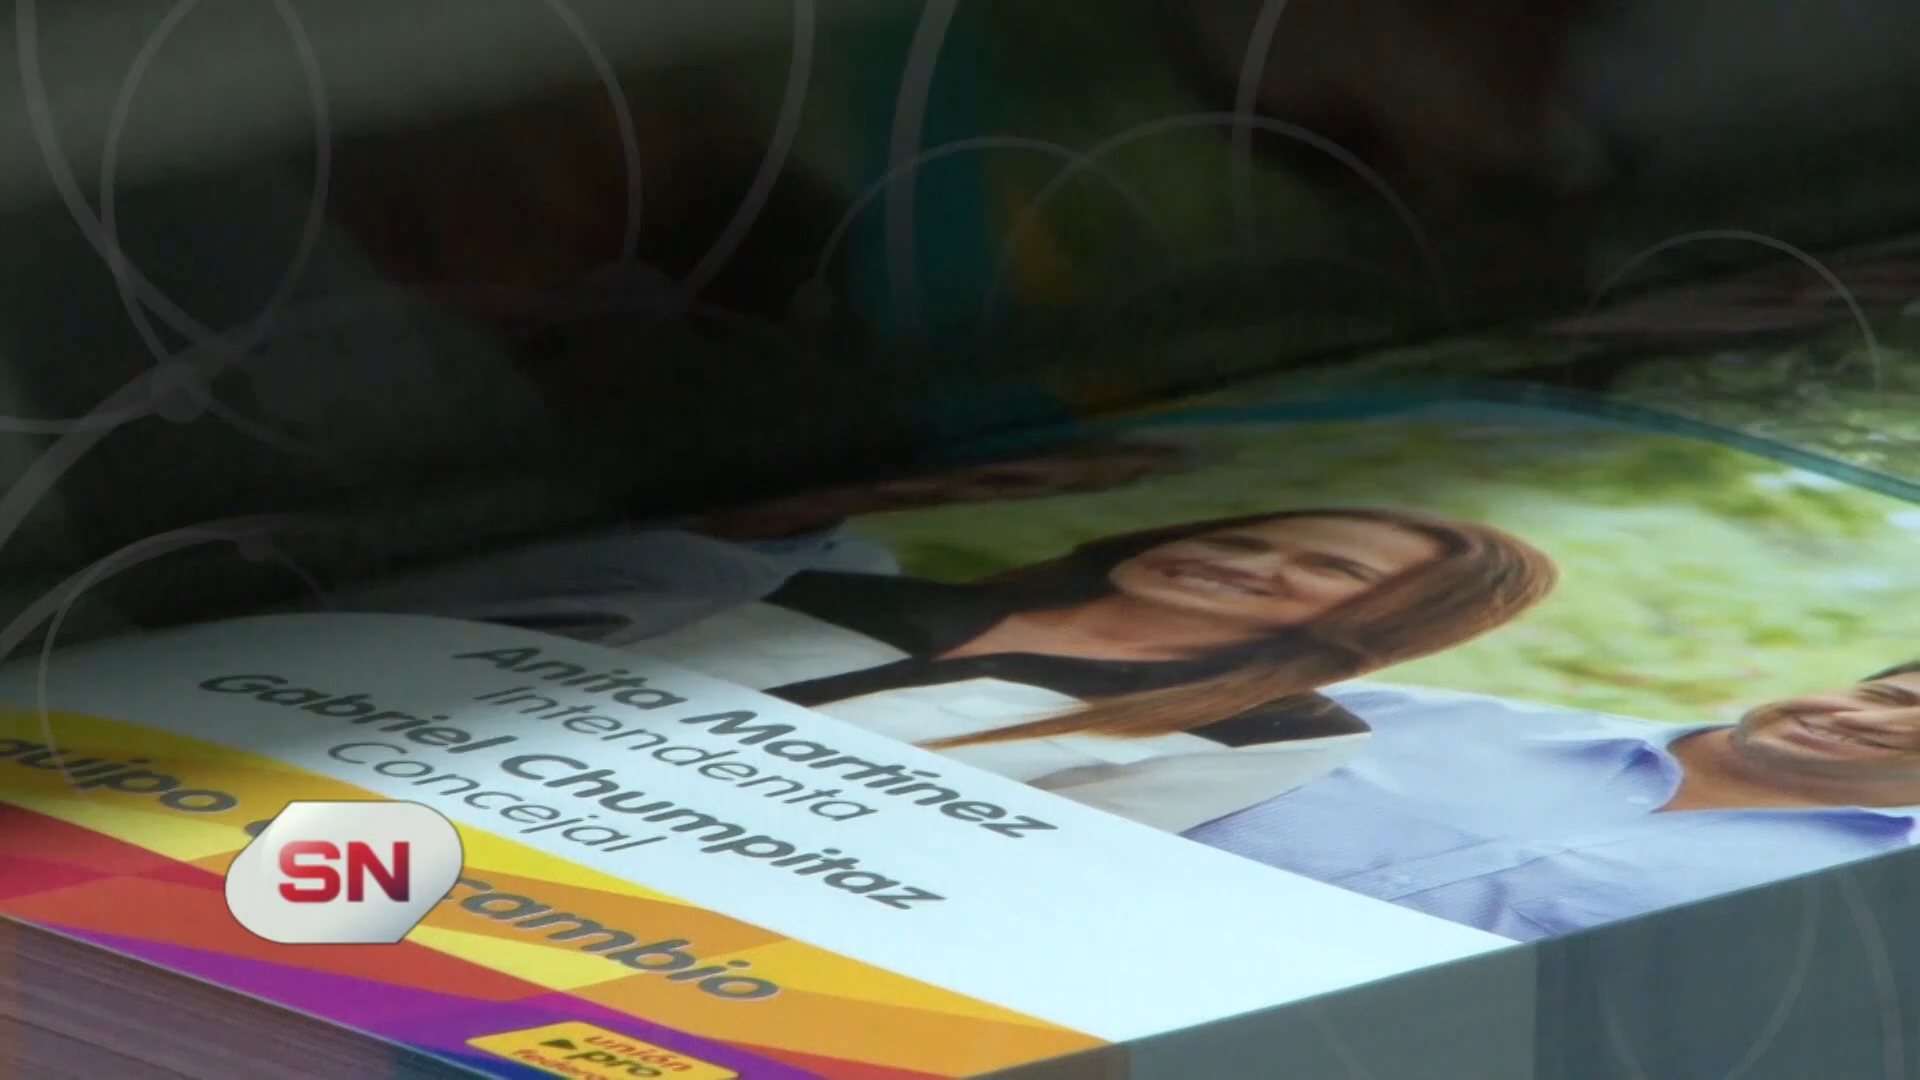 Anita Martínez
Intendenta
Gabriel Chumpitaz
Concejal
cambio
SN
unión
pro